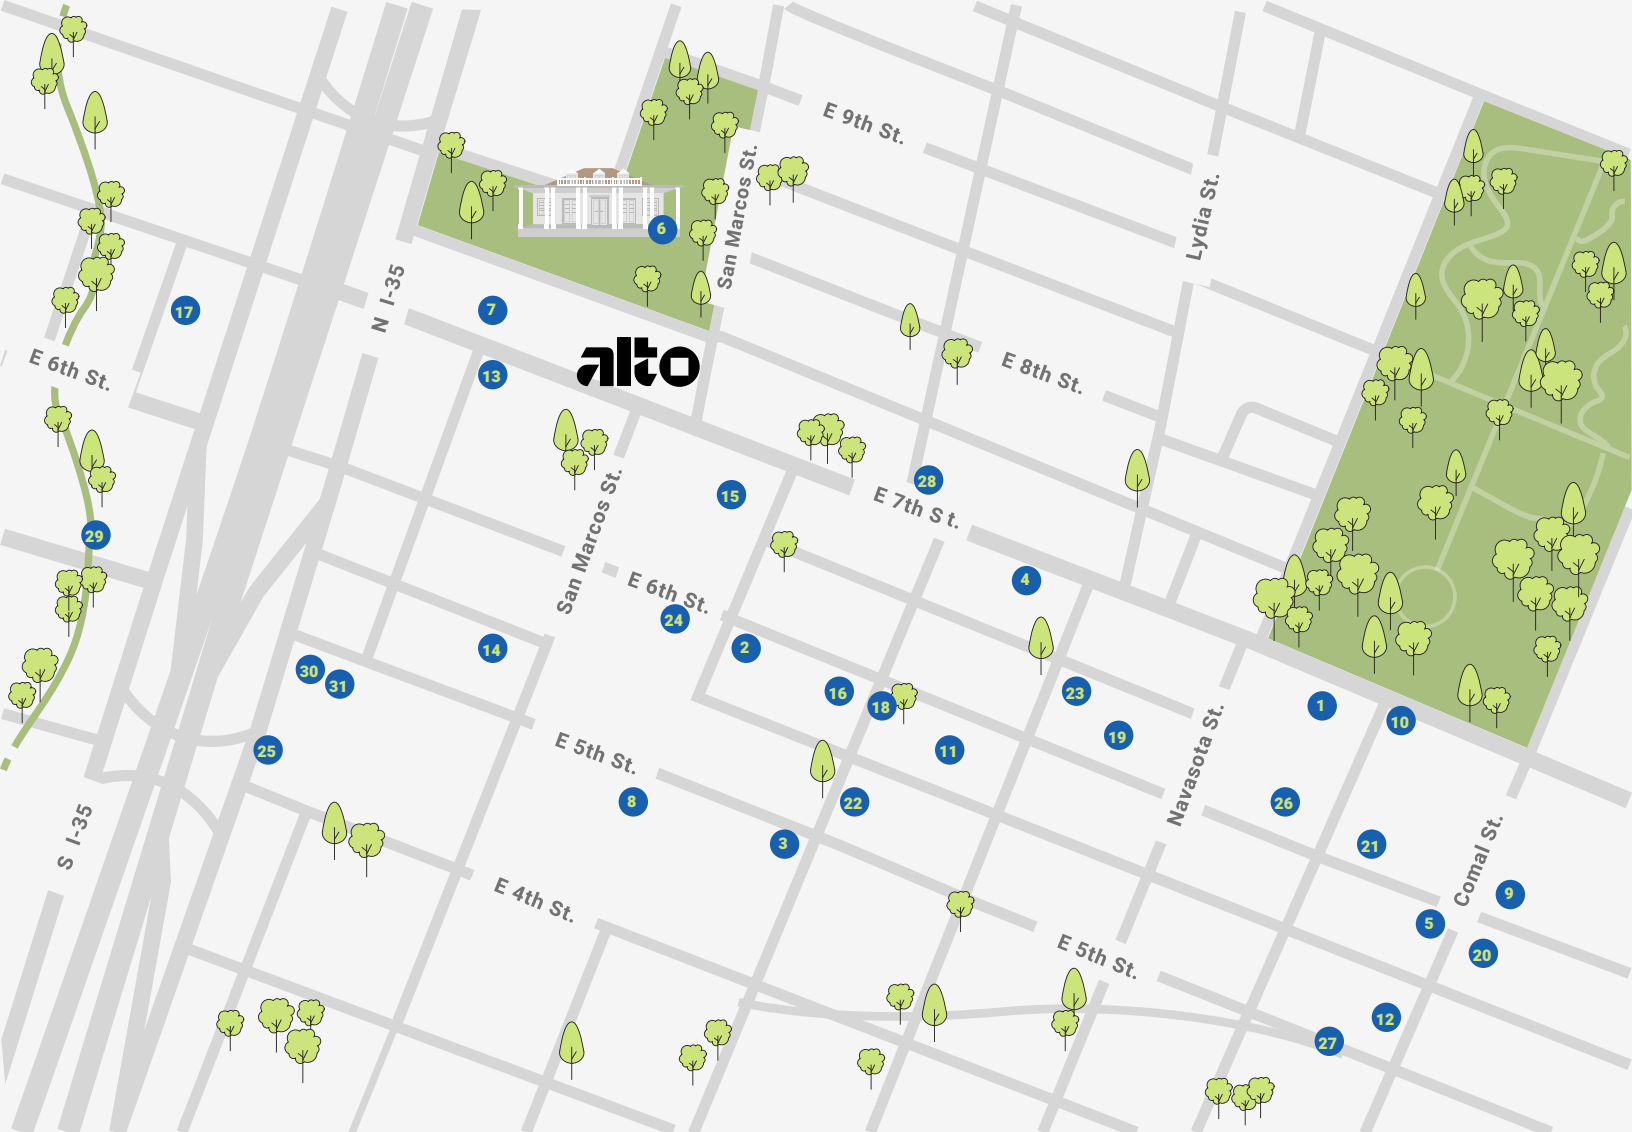 E 9th St.
San Marcos St.
Lydia St.
6
N I-35
17
7
alto
E 6th St.
13
E 8th St.
28
15
E 7th S t.
San Marcos St.
29
4
E 6th St.
24
14
2
30
31
16
18
23
1
10
19
Navasota St.
25
E 5th St.
11
8
22
26
S I-35
3
21
Comal St.
E 4th St.
9
5
20
E 5th St.
12
27